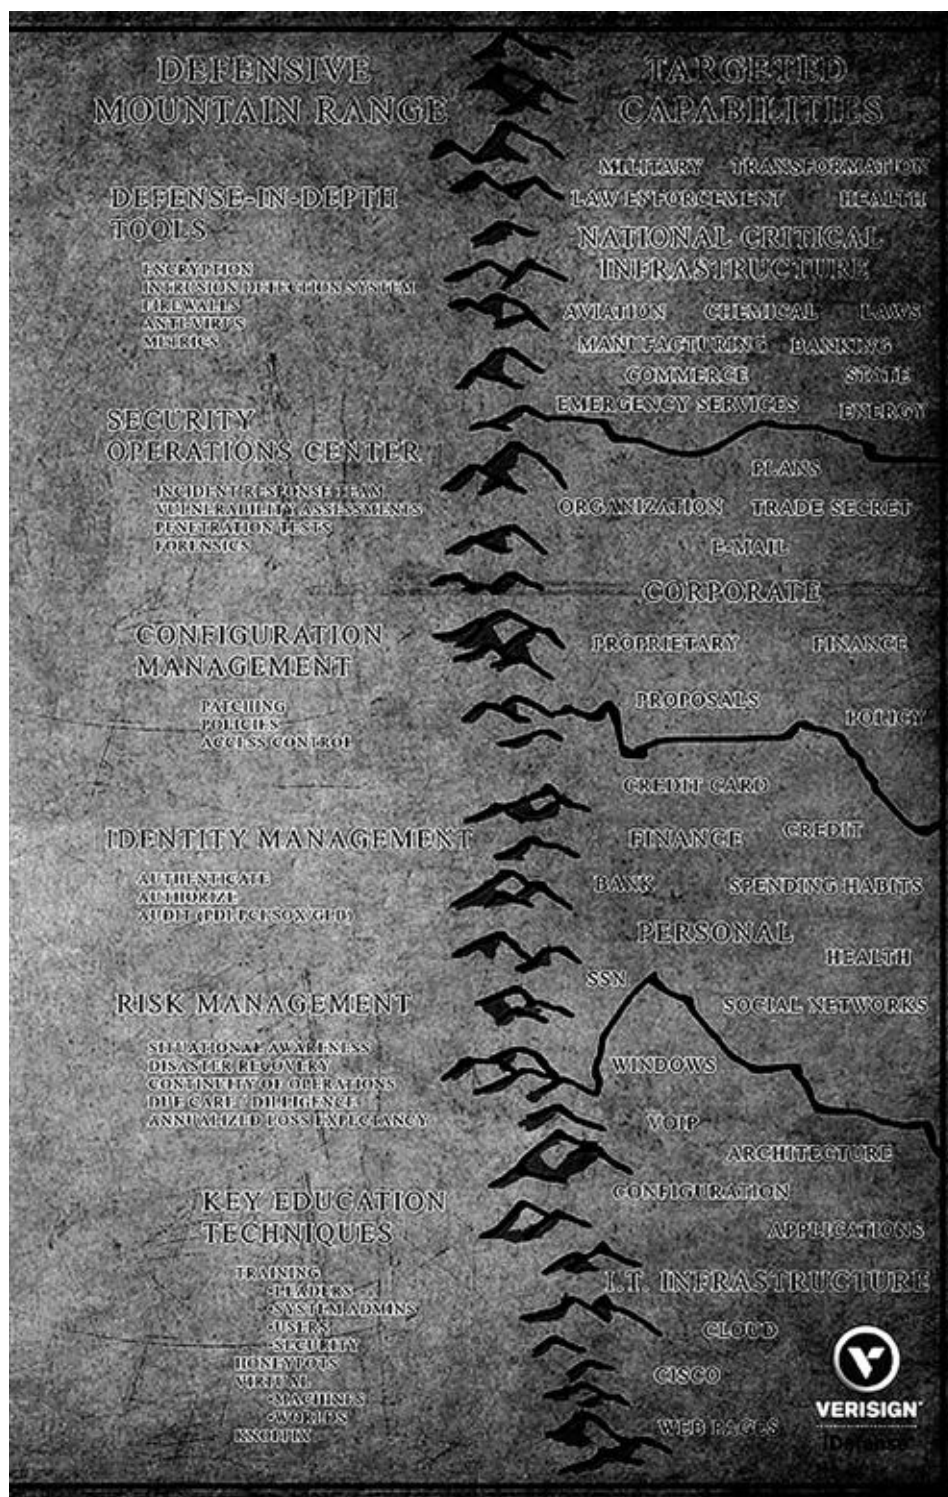 DEFENSIVE
MOUNTAIN RANGE
DEFENSE-IN-DEPTH
TOOLS
ENCRYPTION
INTRUSION DETECTION SYSTEM
FIREWALLS
ANTI-VIRUS
METRICS
SECURITY
OPERATIONS CENTER
INCIDENT RESPONSE TEAM
VULNERABILITY ASSESSMENTS
PENETRATION TESTS
FORENSICS
CONFIGURATION
MANAGEMENT
PATCHING
POLICIES
ACCESS CONTROL
IDENTITY MANAGEMENT
AUTHENTICATE
AUTHORIZE
AUDIT
RISK MANAGEMENT
SITUATIONAL AWARENESS
DISASTER RECOVERY
CONTINUITY OF OPERATIONS
DUE CARE / DILIGENCE
ANNUALIZED LOSS EXPECTANCY
KEY EDUCATION
TECHNIQUES
TRAINING
•LEADERS
•SYSTEM ADMINS
•USERS
•SECURITY
HONEYPOTS
VIRTUAL
•MACHINES
•WORLDS
KNOPPIX
TARGETED
CAPABILITIES
MILITARY TRANSFORMATION
LAW ENFORCEMENT HEALTH
NATIONAL CRITICAL
INFRASTRUCTURE
AVIATION CHEMICAL LAWS
MANUFACTURING BANKING
COMMERCE STATE
EMERGENCY SERVICES ENERGY
PLANS
ORGANIZATION TRADE SECRET
E-MAIL
CORPORATE
PROPRIETARY FINANCE
PROPOSALS
POLICY
CREDIT CARD
FINANCE CREDIT
BANK SPENDING HABITS
PERSONAL
HEALTH
SSN
SOCIAL NETWORKS
WINDOWS
VOIP
ARCHITECTURE
CONFIGURATION
APPLICATIONS
I.T. INFRASTRUCTURE
CLOUD
CISCO
WEB PAGES
VERISIGN
iDefense